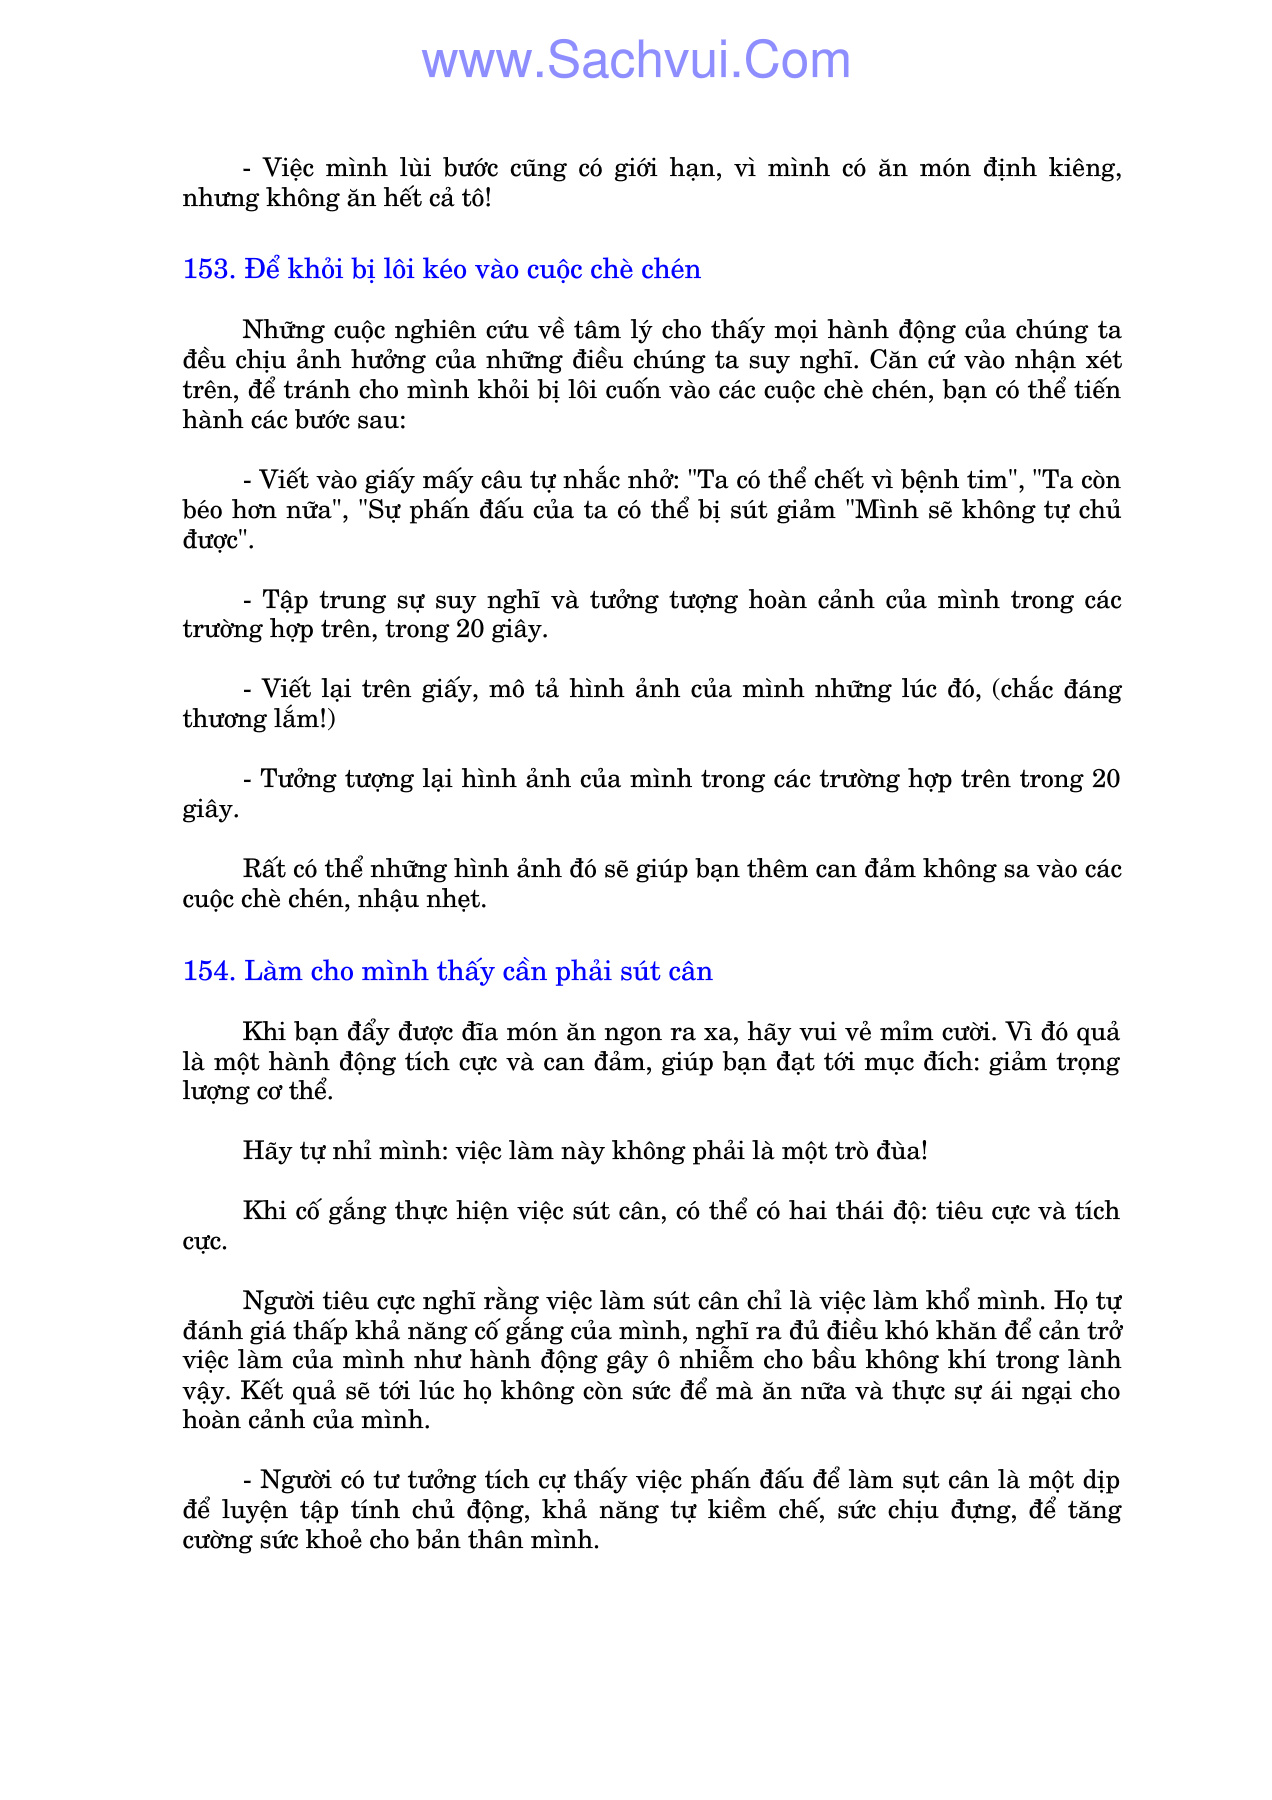 www.Sachvui.Com
- Việc mình lùi bước cũng có giới hạn, vì mình có ăn món định kiêng,
nhưng không ăn hết cả tô!
153. Để khỏi bị lôi kéo vào cuộc chè chén
Những cuộc nghiên cứu về tâm lý cho thấy mọi hành động của chúng ta
đều chịu ảnh hưởng của những điều chúng ta suy nghĩ. Căn cứ vào nhận xét
trên, để tránh cho mình khỏi bị lôi cuốn vào các cuộc chè chén, bạn có thể tiến
hành các bước sau:
- Viết vào giấy mấy câu tự nhắc nhở: "Ta có thể chết vì bệnh tim", "Ta còn
béo hơn nữa", "Sự phấn đấu của ta có thể bị sút giảm "Mình sẽ không tự chủ
được".
- Tập trung sự suy nghĩ và tưởng tượng hoàn cảnh của mình trong các
trường hợp trên, trong 20 giây.
- Viết lại trên giấy, mô tả hình ảnh của mình những lúc đó, (chắc đáng
thương lắm!)
- Tưởng tượng lại hình ảnh của mình trong các trường hợp trên trong 20
giây.
Rất có thể những hình ảnh đó sẽ giúp bạn thêm can đảm không sa vào các
cuộc chè chén, nhậu nhẹt.
154. Làm cho mình thấy cần phải sút cân
Khi bạn đẩy được đĩa món ăn ngon ra xa, hãy vui vẻ mỉm cười. Vì đó quả
là một hành động tích cực và can đảm, giúp bạn đạt tới mục đích: giảm trọng
lượng cơ thể.
Hãy tự nhỉ mình: việc làm này không phải là một trò đùa!
Khi cố gắng thực hiện việc sút cân, có thể có hai thái độ: tiêu cực và tích
cực.
Người tiêu cực nghĩ rằng việc làm sút cân chỉ là việc làm khổ mình. Họ tự
đánh giá thấp khả năng cố gắng của mình, nghĩ ra đủ điều khó khăn để cản trở
việc làm của mình như hành động gây ô nhiễm cho bầu không khí trong lành
vậy. Kết quả sẽ tới lúc họ không còn sức để mà ăn nữa và thực sự ái ngại cho
hoàn cảnh của mình.
- Người có tư tưởng tích cự thấy việc phấn đấu để làm sụt cân là một dịp
để luyện tập tính chủ động, khả năng tự kiềm chế, sức chịu đựng, để tăng
cường sức khoẻ cho bản thân mình.